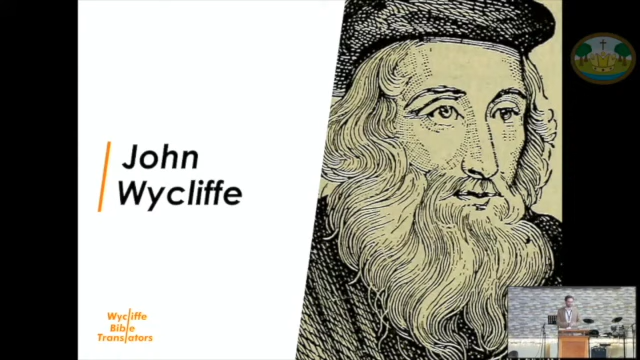 John
Wycliffe
Wycliffe
Bible
Translators